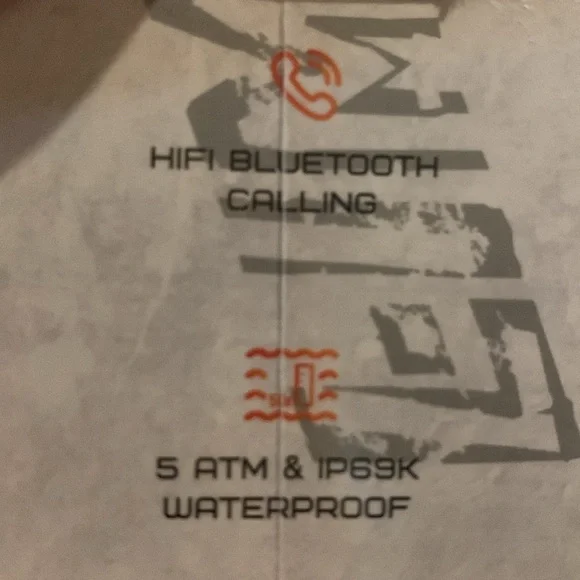 HIFI BLUETOOTH
CALLING
5 ATM & IP69K
WATERPROOF